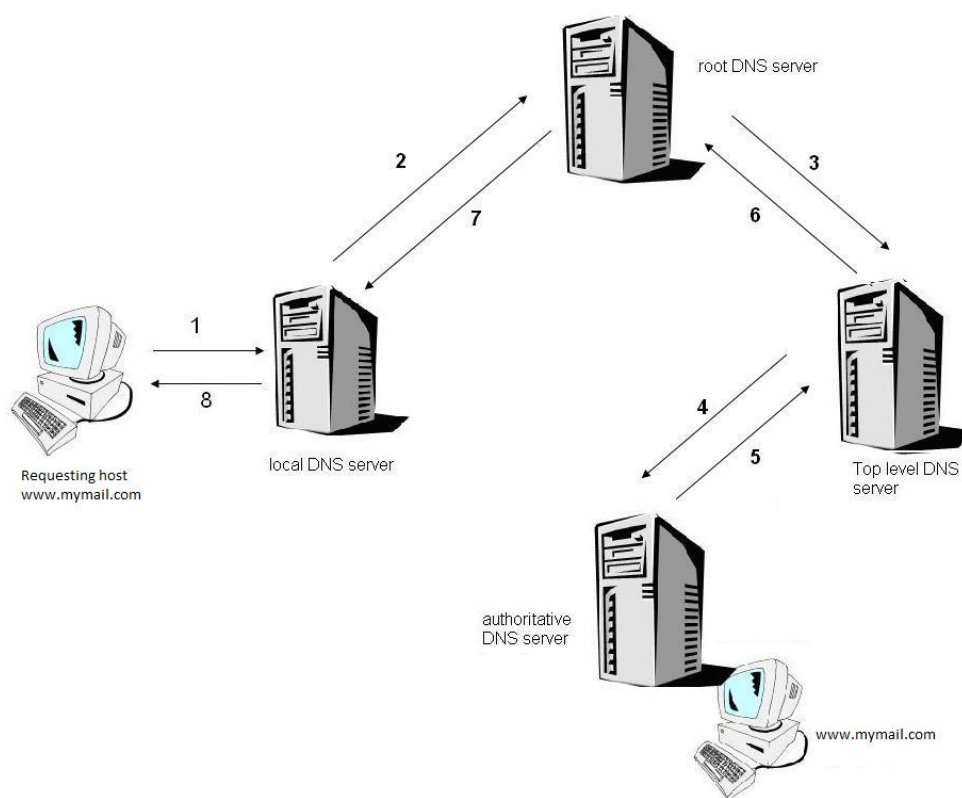 root DNS server
2
3
7
6
1
8
4
5
local DNS server
Requesting host
www.mymail.com
Top level DNS
server
authoritative
DNS server
www.mymail.com